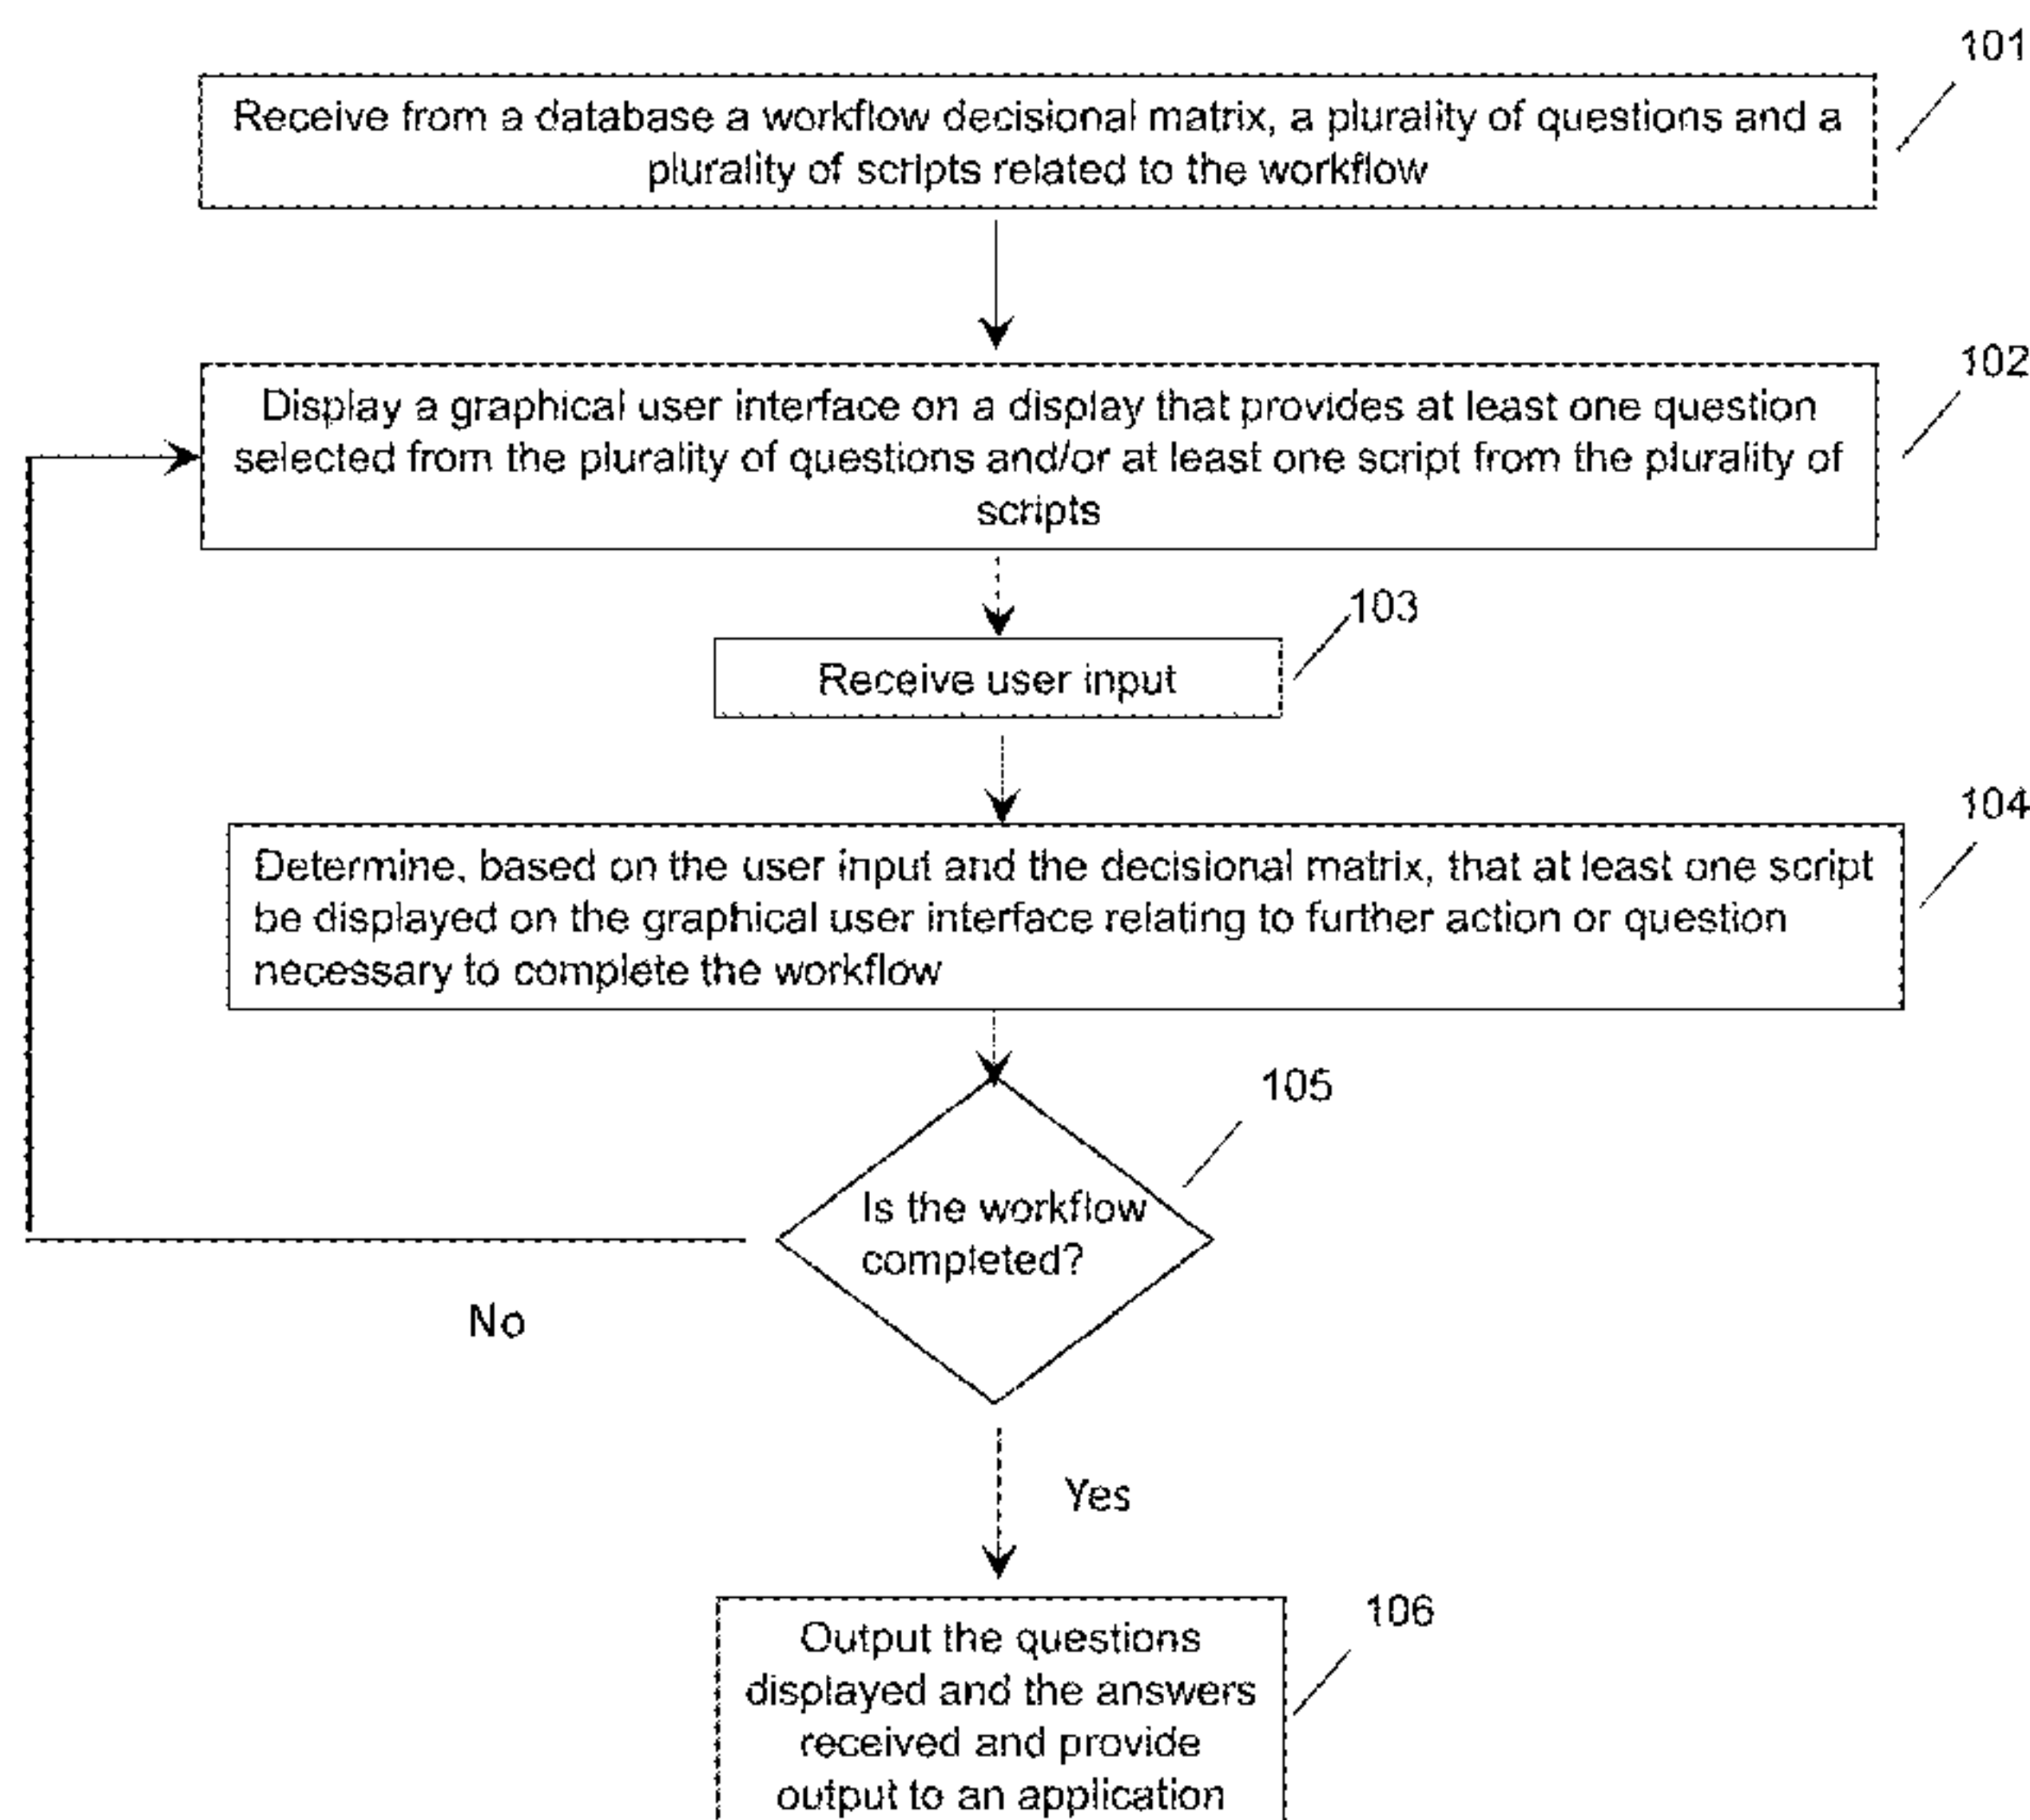 101
Receive from a database a workflow decisional matrix, a plurality of questions and a
plurality of scripts related to the workflow
102
Display a graphical user interface on a display that provides at least one question
selected from the plurality of questions and/or at least one script from the plurality of
scripts
103
Receive user input
104
Determine, based on the user input and the decisional matrix, that at least one script
be displayed on the graphical user interface relating to further action or question
necessary to complete the workflow
105
Is the workflow
completed?
No
Yes
106
Output the questions
displayed and the answers
received and provide
output to an application